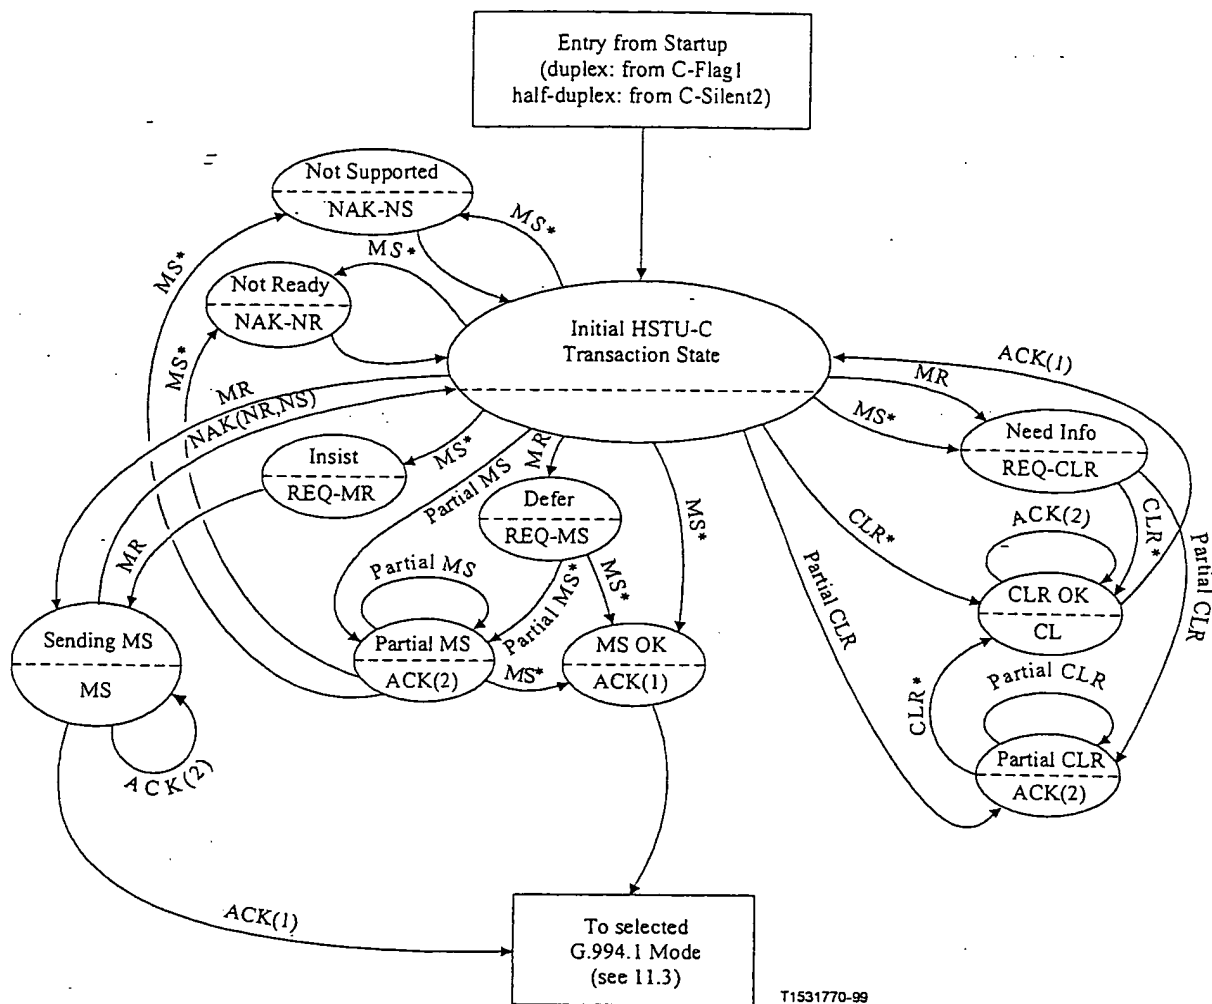 Entry from Startup
(duplex: from C-Flag1
half-duplex: from C-Silent2)
Not Supported
NAK-NS
MS*
MS*
MS*
Not Ready
NAK-NR
MS*
Initial HSTU-C
Transaction State
ACK(1)
MR
MR
NAK(NR,NS)
MS*
MS*
Need Info
REQ-CLR
Insist
REQ-MR
Partial MS
MR
Defer
REQ-MS
MS*
CLR*
ACK(2)
CLR*
Partial CLR
MR
Partial MS
Partial MS*
MS*
Partial CLR
CLR OK
CL
Sending MS
MS
Partial MS
ACK(2)
MS*
MS OK
ACK(1)
CLR*
Partial CLR
Partial CLR
ACK(2)
ACK(2)
ACK(1)
To selected
G.994.1 Mode
(see 11.3)
T1531770-99